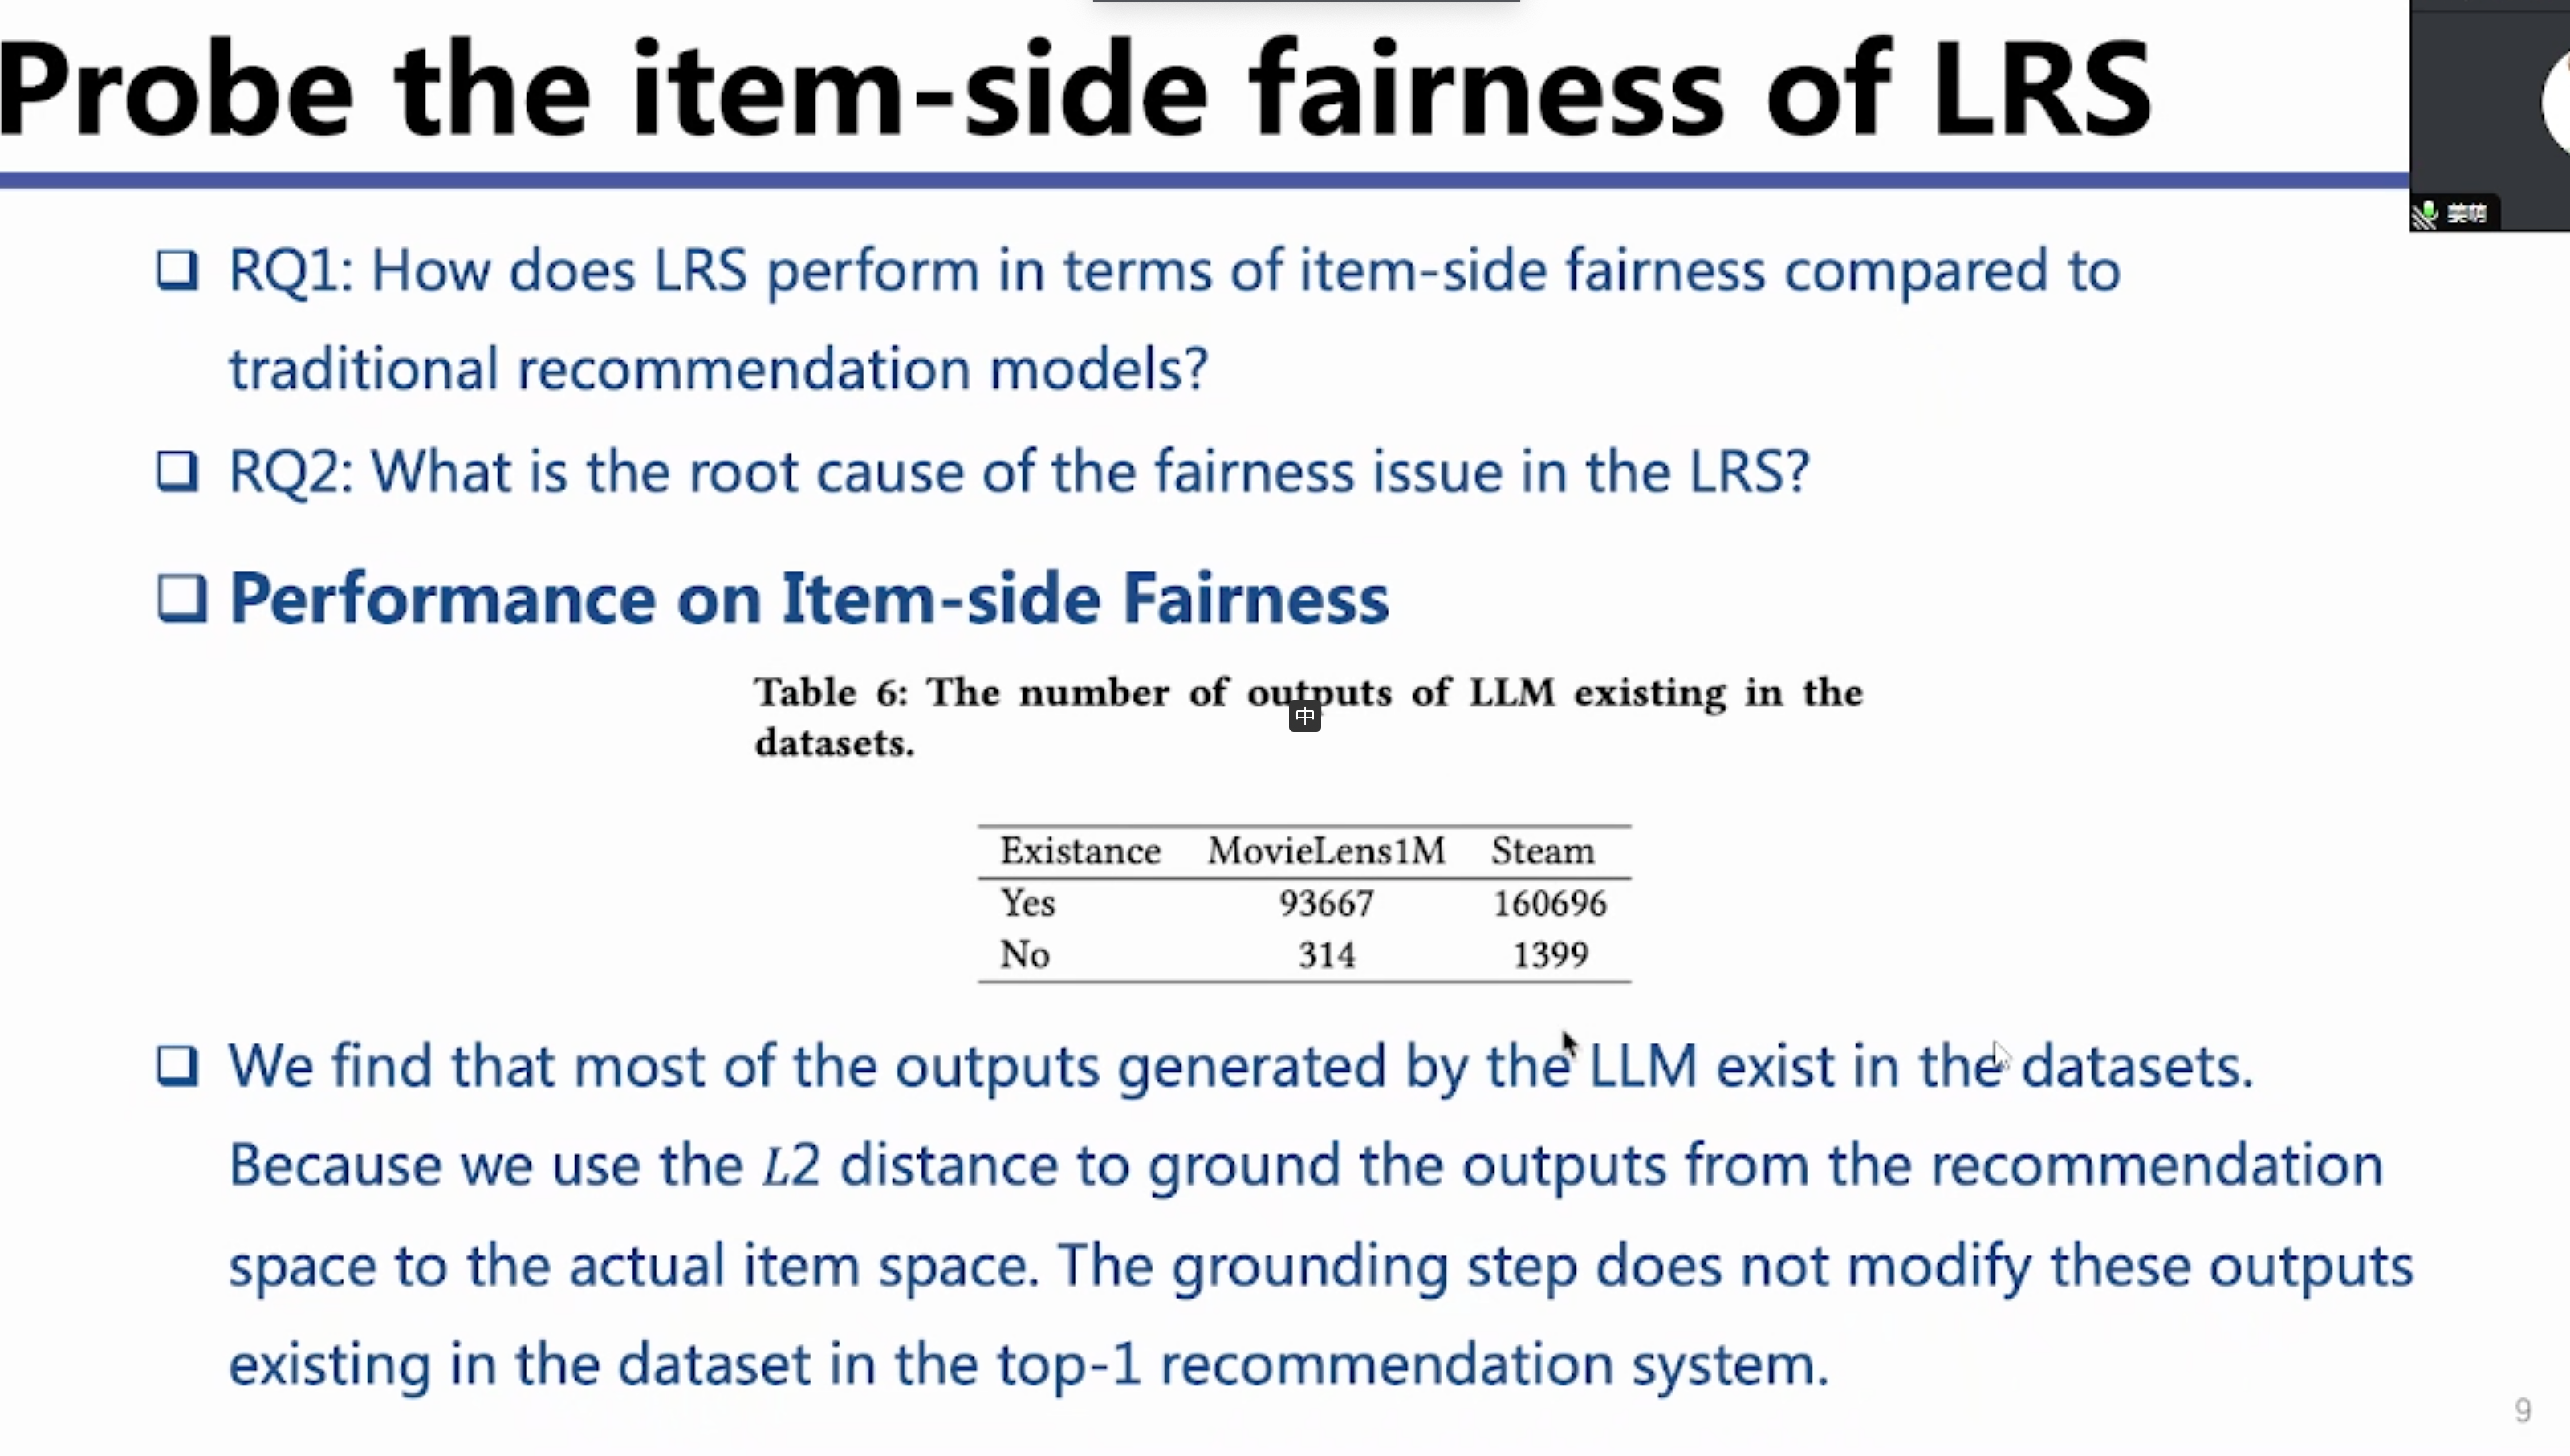 Probe the item-side fairness of LRS
姜萌
RQ1: How does LRS perform in terms of item-side fairness compared to
traditional recommendation models?
RQ2: What is the root cause of the fairness issue in the LRS?
Performance on Item-side Fairness
Table 6: The number of outputs of LLM existing in the
中
datasets.
Existance MovieLens1M Steam
Yes 93667 160696
No 314 1399
We find that most of the outputs generated by the LLM exist in the datasets.
Because we use the L2 distance to ground the outputs from the recommendation
space to the actual item space. The grounding step does not modify these outputs
existing in the dataset in the top-1 recommendation system.
9